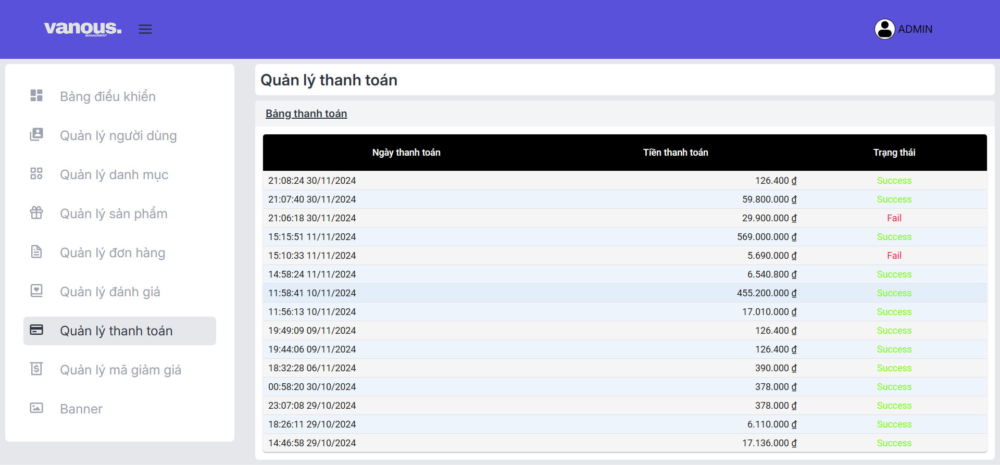 vanous.
MANAGEMENT
ADMIN
Bảng điều khiển
Quản lý người dùng
Quản lý danh mục
Quản lý sản phẩm
Quản lý đơn hàng
Quản lý đánh giá
Quản lý thanh toán
Quản lý mã giảm giá
Banner
Quản lý thanh toán
Bảng thanh toán
Ngày thanh toán Tiền thanh toán Trạng thái
21:08:24 30/11/2024 126.400 ₫ Success
21:07:40 30/11/2024 59.800.000 ₫ Success
21:06:18 30/11/2024 29.900.000 ₫ Fail
15:15:51 11/11/2024 569.000.000 ₫ Success
15:10:33 11/11/2024 5.690.000 ₫ Fail
14:58:24 11/11/2024 6.540.800 ₫ Success
11:58:41 10/11/2024 455.200.000 ₫ Success
11:56:13 10/11/2024 17.010.000 ₫ Success
19:49:09 09/11/2024 126.400 ₫ Success
19:44:06 09/11/2024 126.400 ₫ Success
18:32:28 06/11/2024 390.000 ₫ Success
00:58:20 30/10/2024 378.000 ₫ Success
23:07:08 29/10/2024 378.000 ₫ Success
18:26:11 29/10/2024 6.110.000 ₫ Success
14:46:58 29/10/2024 17.136.000 ₫ Success